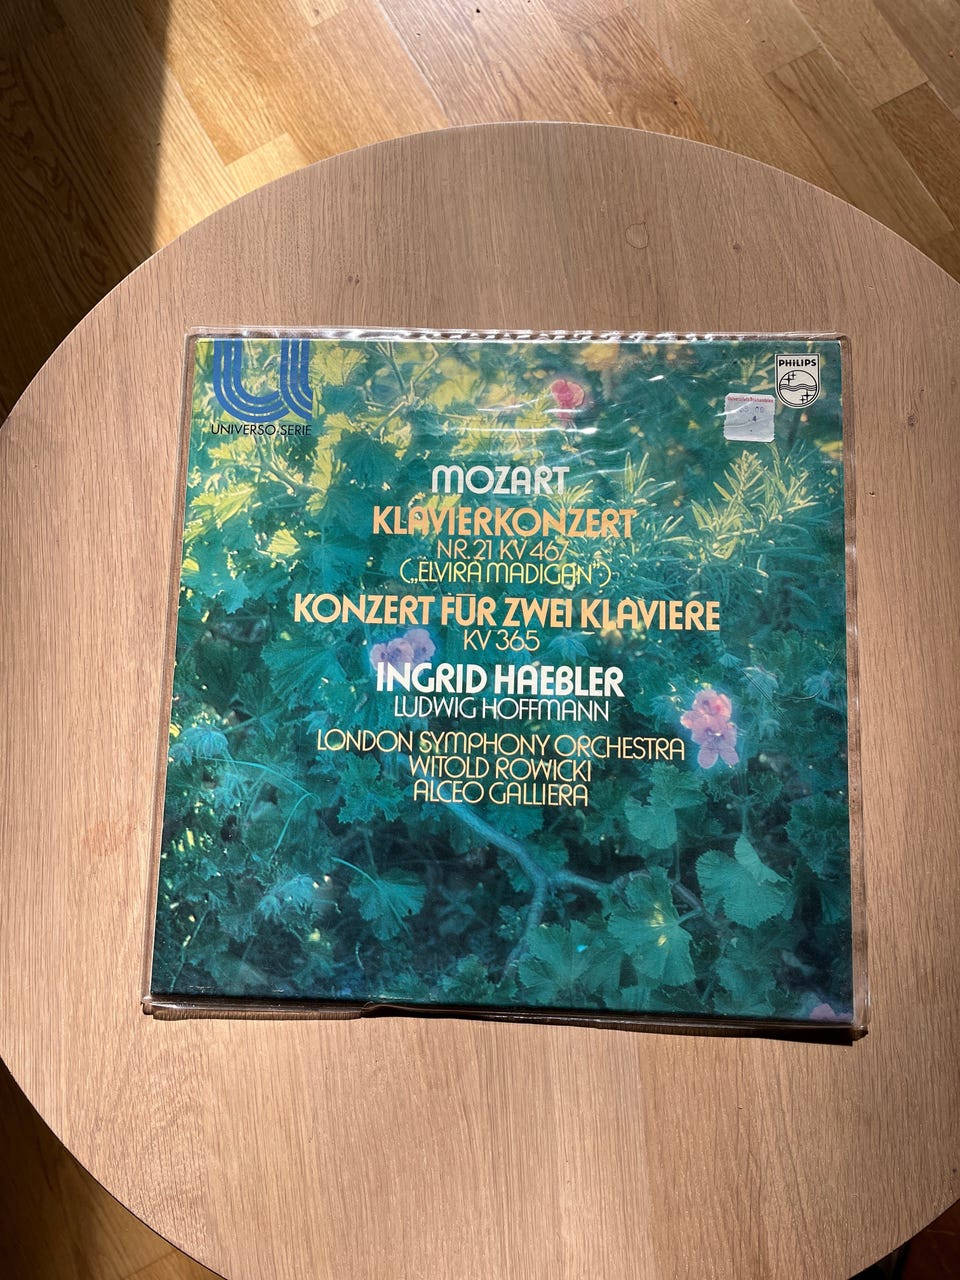 UNIVERSO-SERIE
PHILIPS
MOZART
KLAVIERKONZERT
NR. 21 KV 467
(„ELVIRA MADIGAN”)
KONZERT FÜR ZWEI KLAVIERE
KV 365
INGRID HAEBLER
LUDWIG HOFFMANN
LONDON SYMPHONY ORCHESTRA
WITOLD ROWICKI
ALCEO GALLIERA